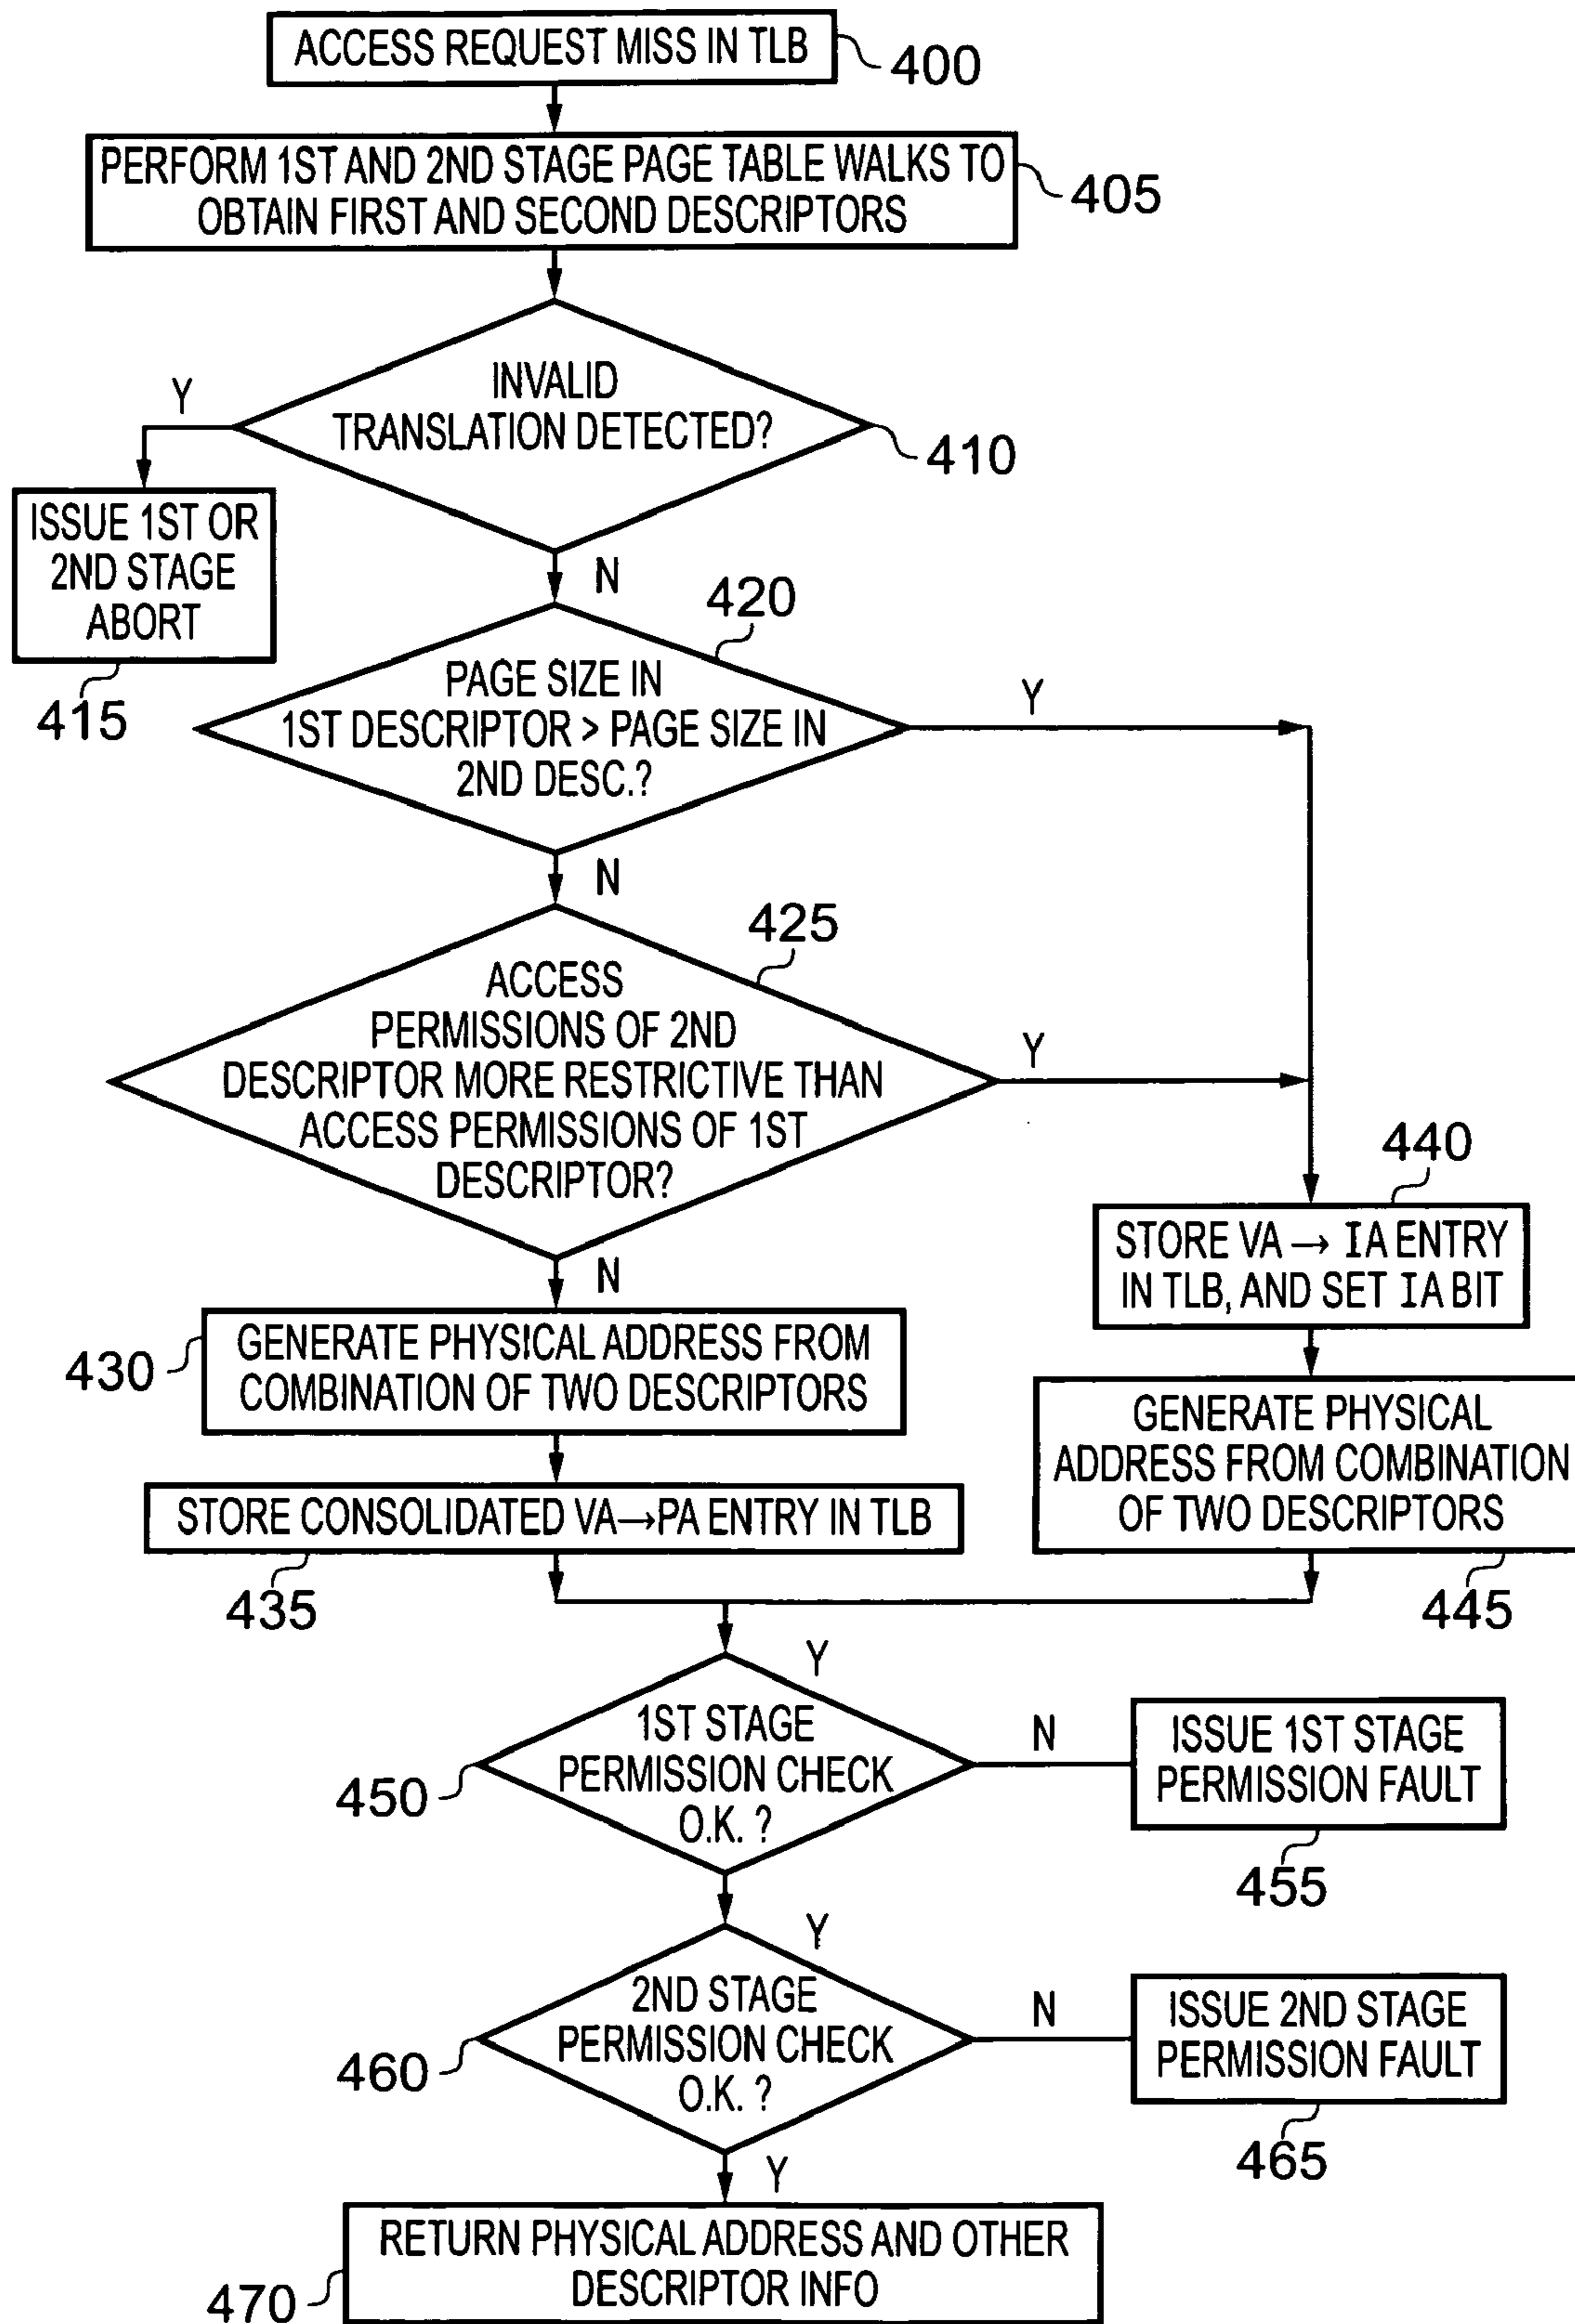 ACCESS REQUEST MISS IN TLB
400
PERFORM 1ST AND 2ND STAGE PAGE TABLE WALKS TO
OBTAIN FIRST AND SECOND DESCRIPTORS
405
INVALID
TRANSLATION DETECTED?
410
Y
N
ISSUE 1ST OR
2ND STAGE
ABORT
415
420
PAGE SIZE IN
1ST DESCRIPTOR > PAGE SIZE IN
2ND DESC.?
Y
N
425
ACCESS
PERMISSIONS OF 2ND
DESCRIPTOR MORE RESTRICTIVE THAN
ACCESS PERMISSIONS OF 1ST
DESCRIPTOR?
Y
N
440
STORE VA → IA ENTRY
IN TLB, AND SET IA BIT
430
GENERATE PHYSICAL ADDRESS FROM
COMBINATION OF TWO DESCRIPTORS
GENERATE PHYSICAL
ADDRESS FROM COMBINATION
OF TWO DESCRIPTORS
445
STORE CONSOLIDATED VA→PA ENTRY IN TLB
435
Y
1ST STAGE
PERMISSION CHECK
O.K. ?
450
N
ISSUE 1ST STAGE
PERMISSION FAULT
455
Y
2ND STAGE
PERMISSION CHECK
O.K. ?
460
N
ISSUE 2ND STAGE
PERMISSION FAULT
465
Y
RETURN PHYSICAL ADDRESS AND OTHER
DESCRIPTOR INFO
470